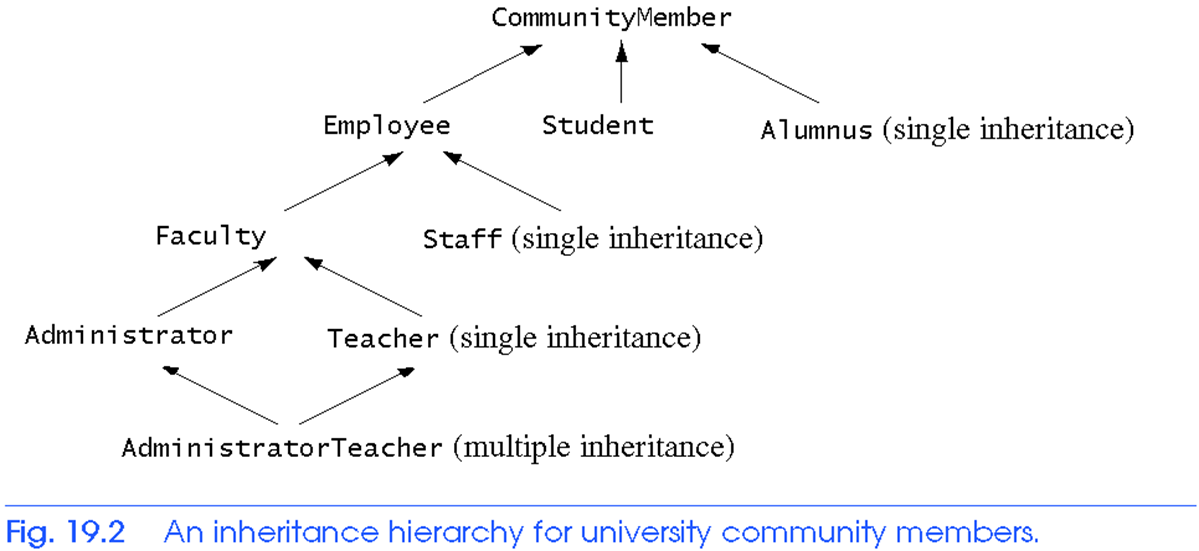 CommunityMember
Employee Student Alumnus (single inheritance)
Faculty Staff (single inheritance)
Administrator Teacher (single inheritance)
AdministratorTeacher (multiple inheritance)
Fig. 19.2 An inheritance hierarchy for university community members.